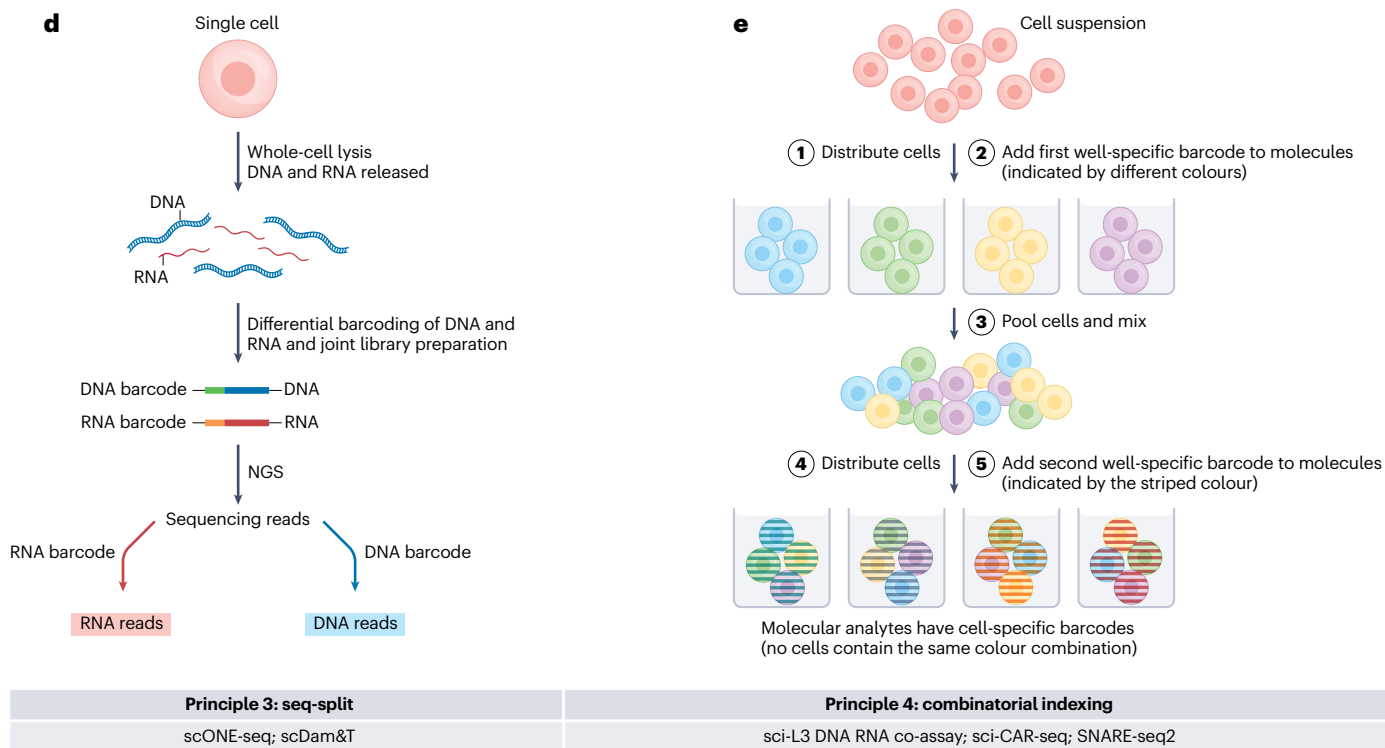 d
Single cell
Whole-cell lysis
DNA and RNA released
DNA
RNA
Differential barcoding of DNA and
RNA and joint library preparation
DNA barcode
DNA
RNA barcode
RNA
NGS
Sequencing reads
RNA barcode
DNA barcode
RNA reads
DNA reads
e
Cell suspension
1 Distribute cells
2 Add first well-specific barcode to molecules
(indicated by different colours)
3 Pool cells and mix
4 Distribute cells
5 Add second well-specific barcode to molecules
(indicated by the striped colour)
Molecular analytes have cell-specific barcodes
(no cells contain the same colour combination)
Principle 3: seq-split
Principle 4: combinatorial indexing
scONE-seq; scDam&T
sci-L3 DNA RNA co-assay; sci-CAR-seq; SNARE-seq2